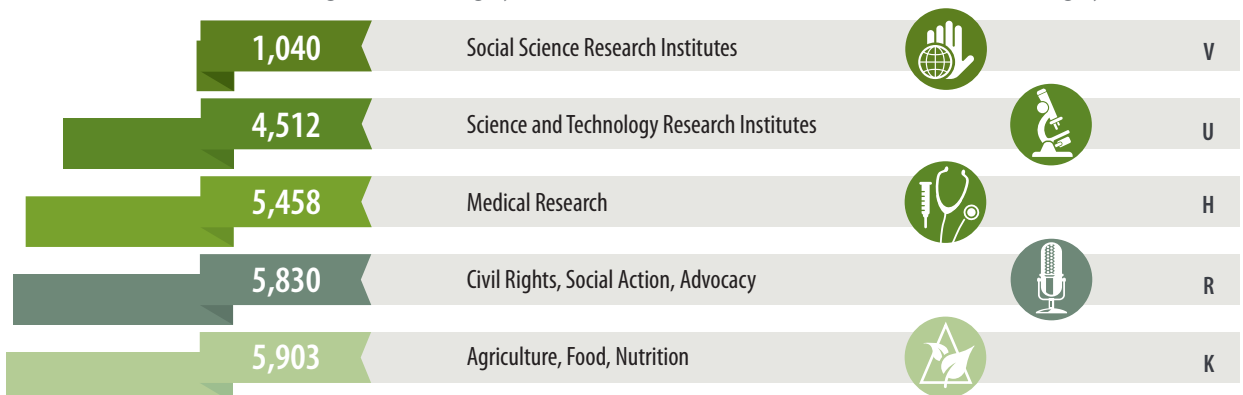 1,040 Social Science Research Institutes V
4,512 Science and Technology Research Institutes U
5,458 Medical Research H
5,830 Civil Rights, Social Action, Advocacy R
5,903 Agriculture, Food, Nutrition K